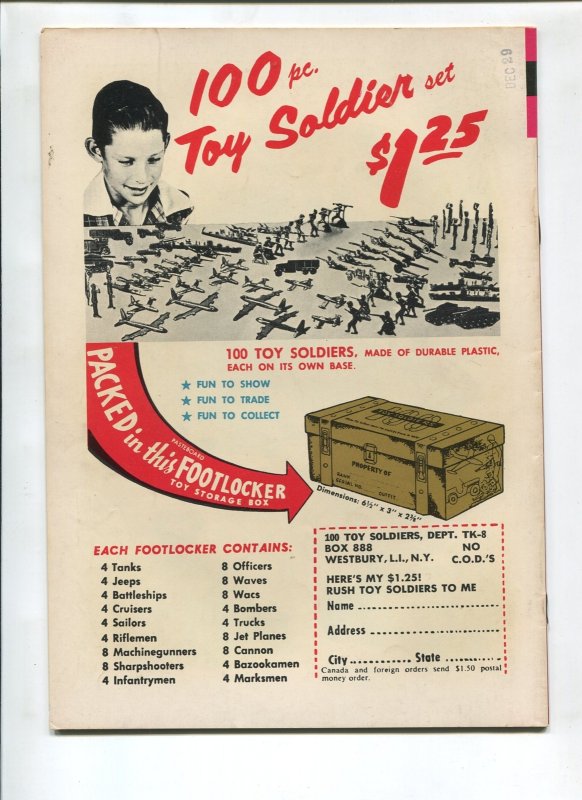 DEC 29
100 pc.
Toy Soldier set
$1.25
100 TOY SOLDIERS, MADE OF DURABLE PLASTIC,
EACH ON ITS OWN BASE.
★ FUN TO SHOW
★ FUN TO TRADE
★ FUN TO COLLECT
PACKED in this FOOTLOCKER
PASTEBOARD
TOY STORAGE BOX
PROPERTY OF
RANK
SERIAL NO. OUTFIT
Dimensions: 6½" x 3" x 2⅜"
EACH FOOTLOCKER CONTAINS:
4 Tanks
4 Jeeps
4 Battleships
4 Cruisers
4 Sailors
4 Riflemen
8 Machinegunners
8 Sharpshooters
4 Infantrymen
8 Officers
8 Waves
8 Wacs
4 Bombers
4 Trucks
8 Jet Planes
8 Cannon
4 Bazookamen
4 Marksmen
100 TOY SOLDIERS, DEPT. TK-8
BOX 888 NO
WESTBURY, L.I., N.Y. C.O.D.'S
HERE'S MY $1.25!
RUSH TOY SOLDIERS TO ME
Name
Address
City State
Canada and foreign orders send $1.50 postal
money order.